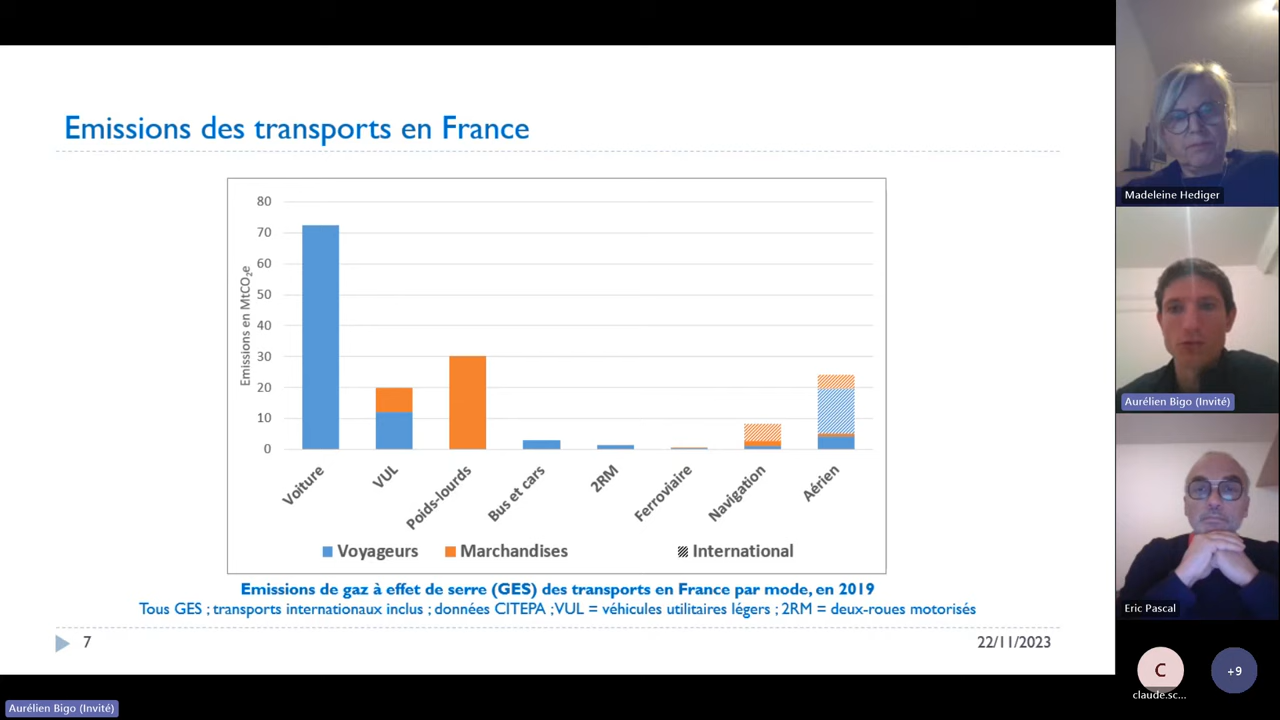 Emissions des transports en France
80
70
60
50
40
30
20
10
0
Emissions en MtCO₂e
Voiture
VUL
Poids-lourds
Bus et cars
2RM
Ferroviaire
Navigation
Aérien
Voyageurs
Marchandises
International
Emissions de gaz à effet de serre (GES) des transports en France par mode, en 2019
Tous GES ; transports internationaux inclus ; données CITEPA ;VUL = véhicules utilitaires légers ; 2RM = deux-roues motorisés
7
22/11/2023
Aurélien Bigo (Invité)
Madeleine Hediger
Aurélien Bigo (Invité)
Eric Pascal
C
claude.sc...
+9